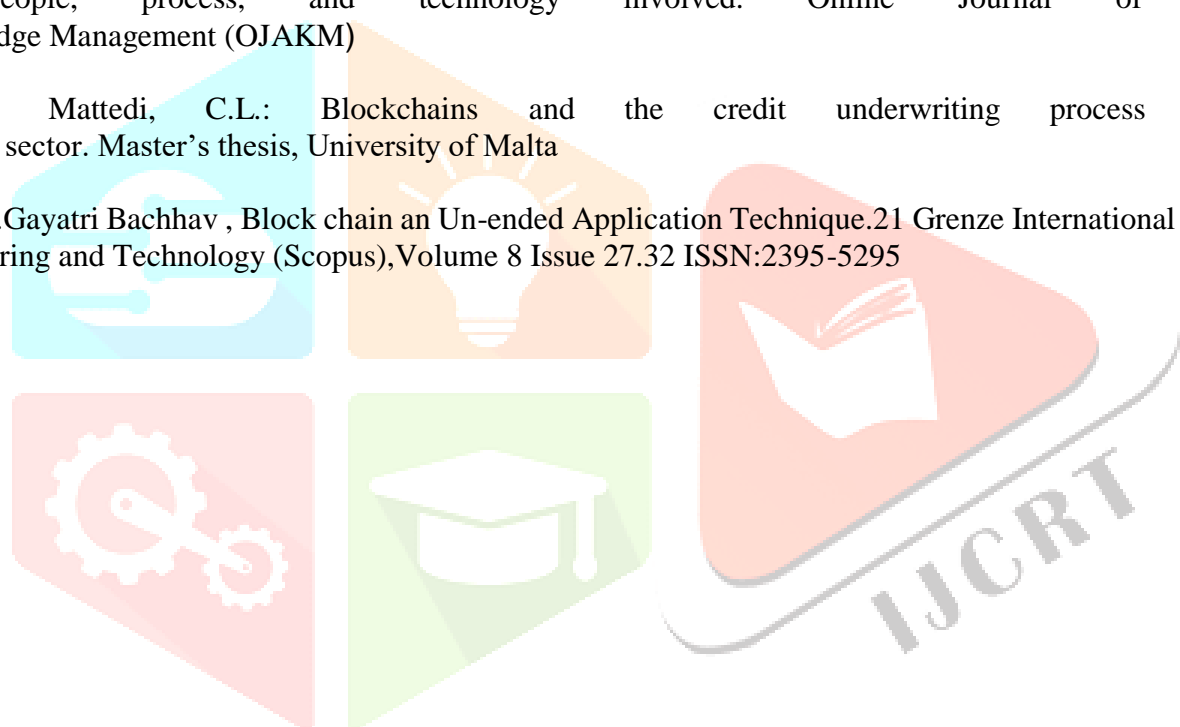 process, and technology involved. Online Journal of
Management (OJAKM)
Mattedi, C.L.: Blockchains and the credit underwriting process
sector. Master's thesis, University of Malta
.Gayatri Bachhav , Block chain an Un-ended Application Technique.21 Grenze International
ring and Technology (Scopus),Volume 8 Issue 27.32 ISSN:2395-5295
IJCRT